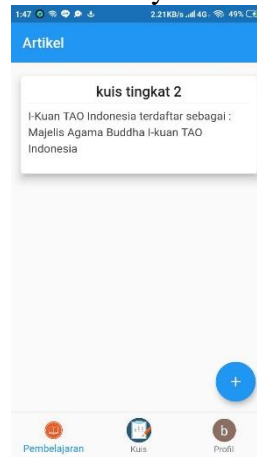 1:47 2.21KB/s 4G 49%
Artikel
kuis tingkat 2
I-Kuan TAO Indonesia terdaftar sebagai :
Majelis Agama Buddha I-kuan TAO
Indonesia
+
b
Pembelajaran Kuis Profil